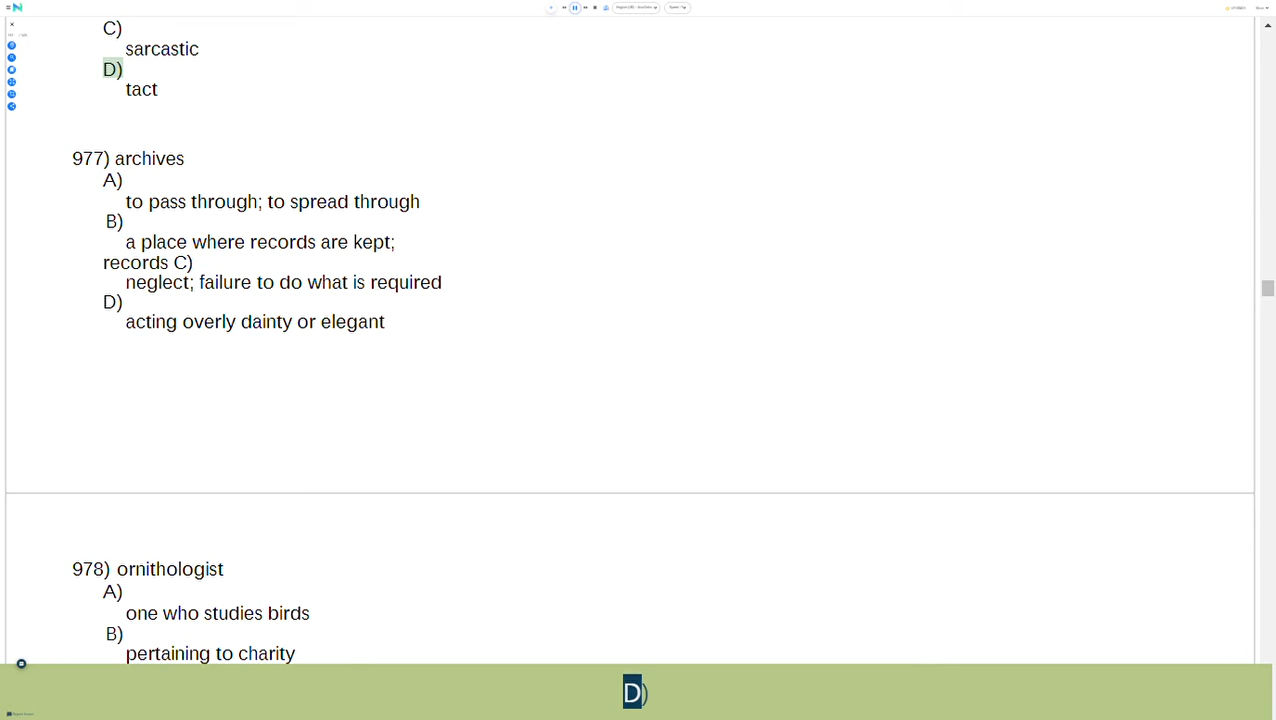 C)
sarcastic
D)
tact
977) archives
A)
to pass through; to spread through
B)
a place where records are kept;
records C)
neglect; failure to do what is required
D)
acting overly dainty or elegant
978) ornithologist
A)
one who studies birds
B)
pertaining to charity
D)